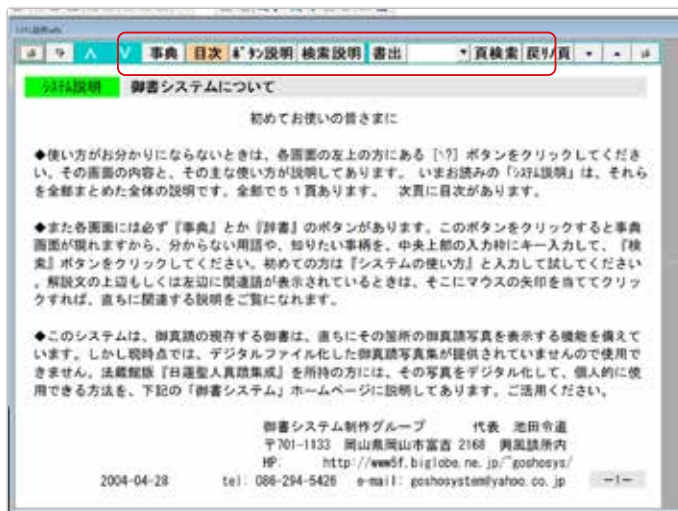 事典 目次 ﾎﾞﾀﾝ説明 検索説明 書出 頁検索 戻ﾘﾉ頁
ｼｽﾃﾑ説明 御書システムについて
初めてお使いの皆さまに
◆使い方がお分かりにならないときは、各画面の左上の方にある [?] ボタンをクリックしてくださ
い。その画面の内容と、その主な使い方が説明してあります。 いまお読みの「ｼｽﾃﾑ説明」は、それら
を全部まとめた全体の説明です。全部で５１頁あります。 次頁に目次があります。
◆また各画面には必ず『事典』とか『辞書』のボタンがあります。このボタンをクリックすると事典
画面が現れますから、分からない用語や、知りたい事柄を、中央上部の入力枠にキー入力して、『検
索』ボタンをクリックしてください。初めての方は『システムの使い方』と入力して試してください
。解説文の上辺もしくは左辺に関連語が表示されているときは、そこにマウスの矢印を当ててクリッ
クすれば、直ちに関連する説明をご覧になれます。
◆このシステムは、御真蹟の現存する御書は、直ちにその箇所の御真蹟写真を表示する機能を備えて
います。しかし現時点では、デジタルファイル化した御真蹟写真集が提供されていませんので使用で
きません。法蔵館版『日蓮聖人真蹟集成』を所持の方には、その写真をデジタル化して、個人的に使
用できる方法を、下記の「御書システム」ホームページに説明してあります。ご活用ください。
御書システム制作グループ 代表 池田令道
〒701-1133 岡山県岡山市富吉 2168 興風談所内
HP: http://www5f.biglobe.ne.jp/~goshosys/
2004-04-28 tel: 086-294-5426 e-mail: goshosystem@yahoo.co.jp －1－